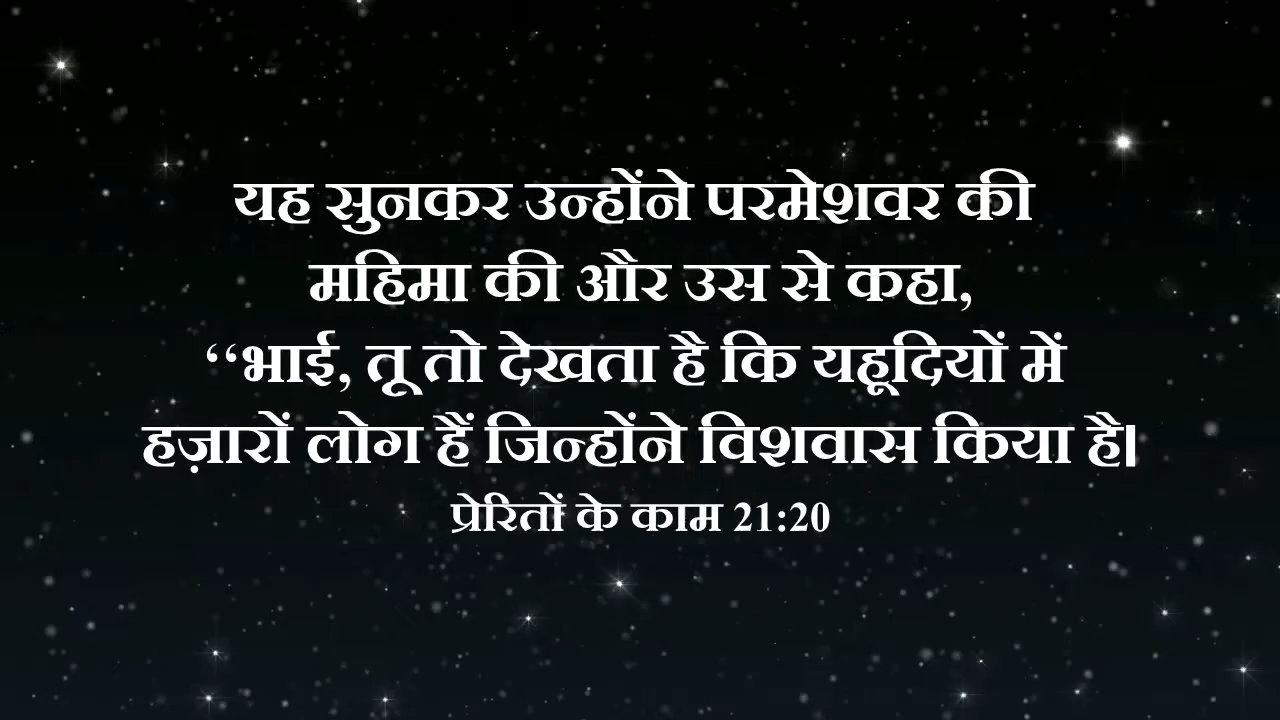 यह सुनकर उन्होंने परमेशवर की
महिमा की और उस से कहा,
“भाई, तू तो देखता है कि यहूदियों में
हज़ारों लोग हैं जिन्होंने विशवास किया है।
प्रेरितों के काम 21:20